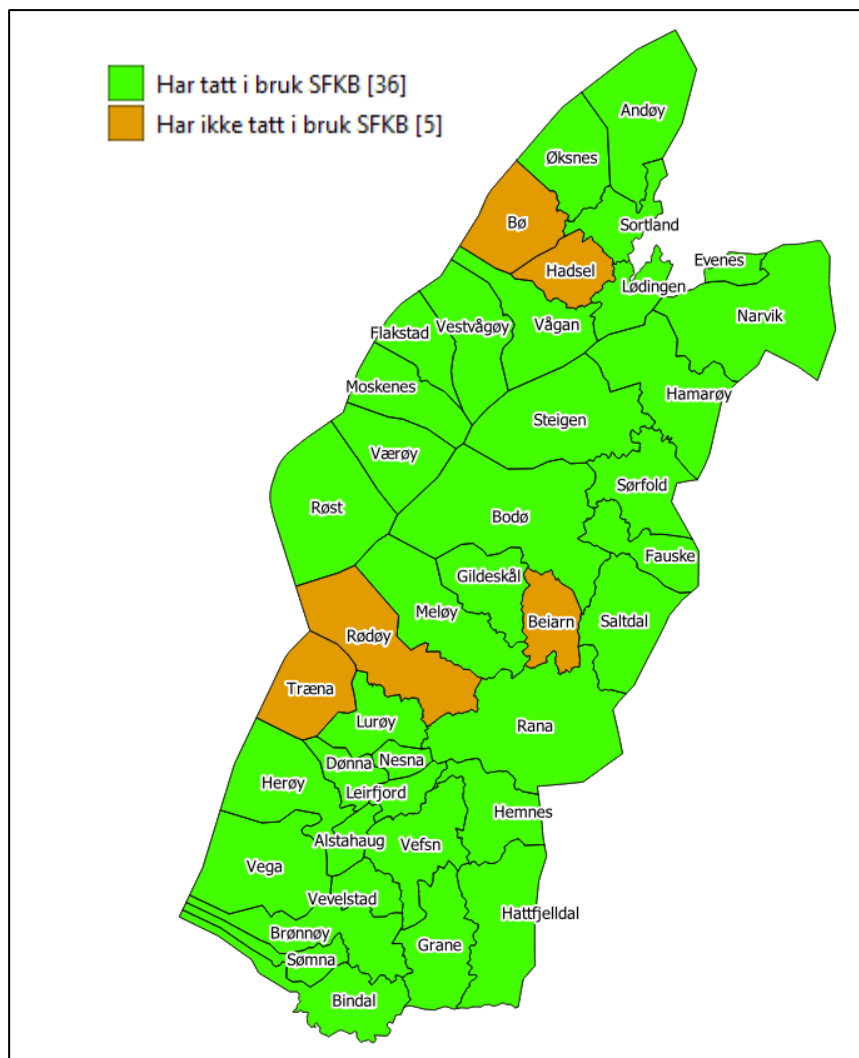 Har tatt i bruk SFKB [36]
Har ikke tatt i bruk SFKB [5]
Andøy
Øksnes
Bø
Sortland
Hadsel
Evenes
Lødingen
Narvik
Flakstad
Vestvågøy
Vågan
Moskenes
Hamarøy
Steigen
Værøy
Sørfold
Røst
Bodø
Fauske
Gildeskål
Meløy
Beiarn
Saltdal
Rødøy
Træna
Lurøy
Rana
Dønna
Nesna
Herøy
Leirfjord
Hemnes
Alstahaug
Vefsn
Vega
Vevelstad
Hattfjelldal
Brønnøy
Grane
Sømna
Bindal